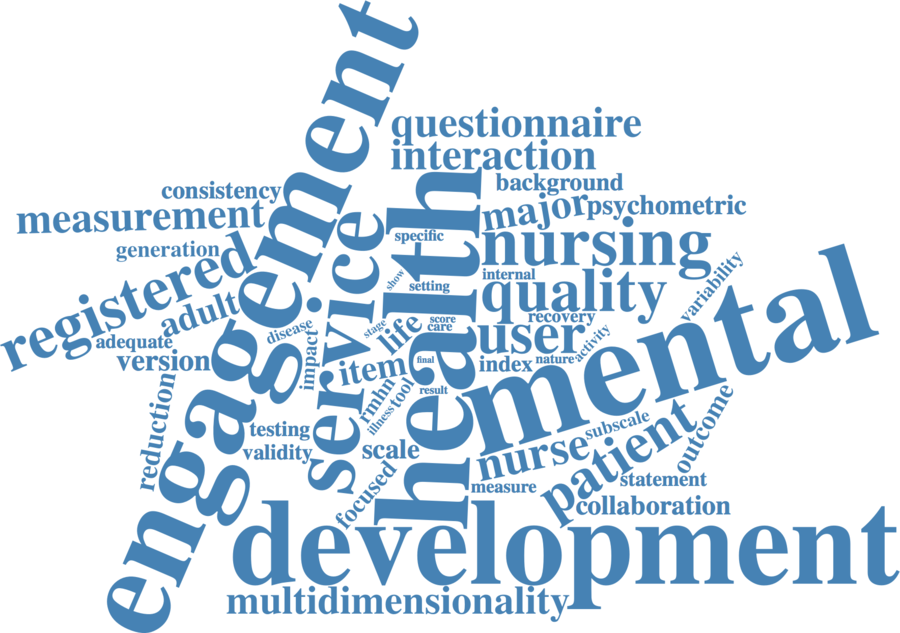 engagement
questionnaire
interaction
consistency
background
measurement
major
psychometric
health
service
specific
generation
nursing
registered
show
setting
internal
variability
quality
mental
adult
recovery
disease
stage
life
score
care
user
activity
adequate
version
impact
item
final
index
nature
reduction
rmhn
tool
result
illness
testing
validity
scale
nurse
subscale
outcome
patient
focused
measure
statement
collaboration
development
multidimensionality